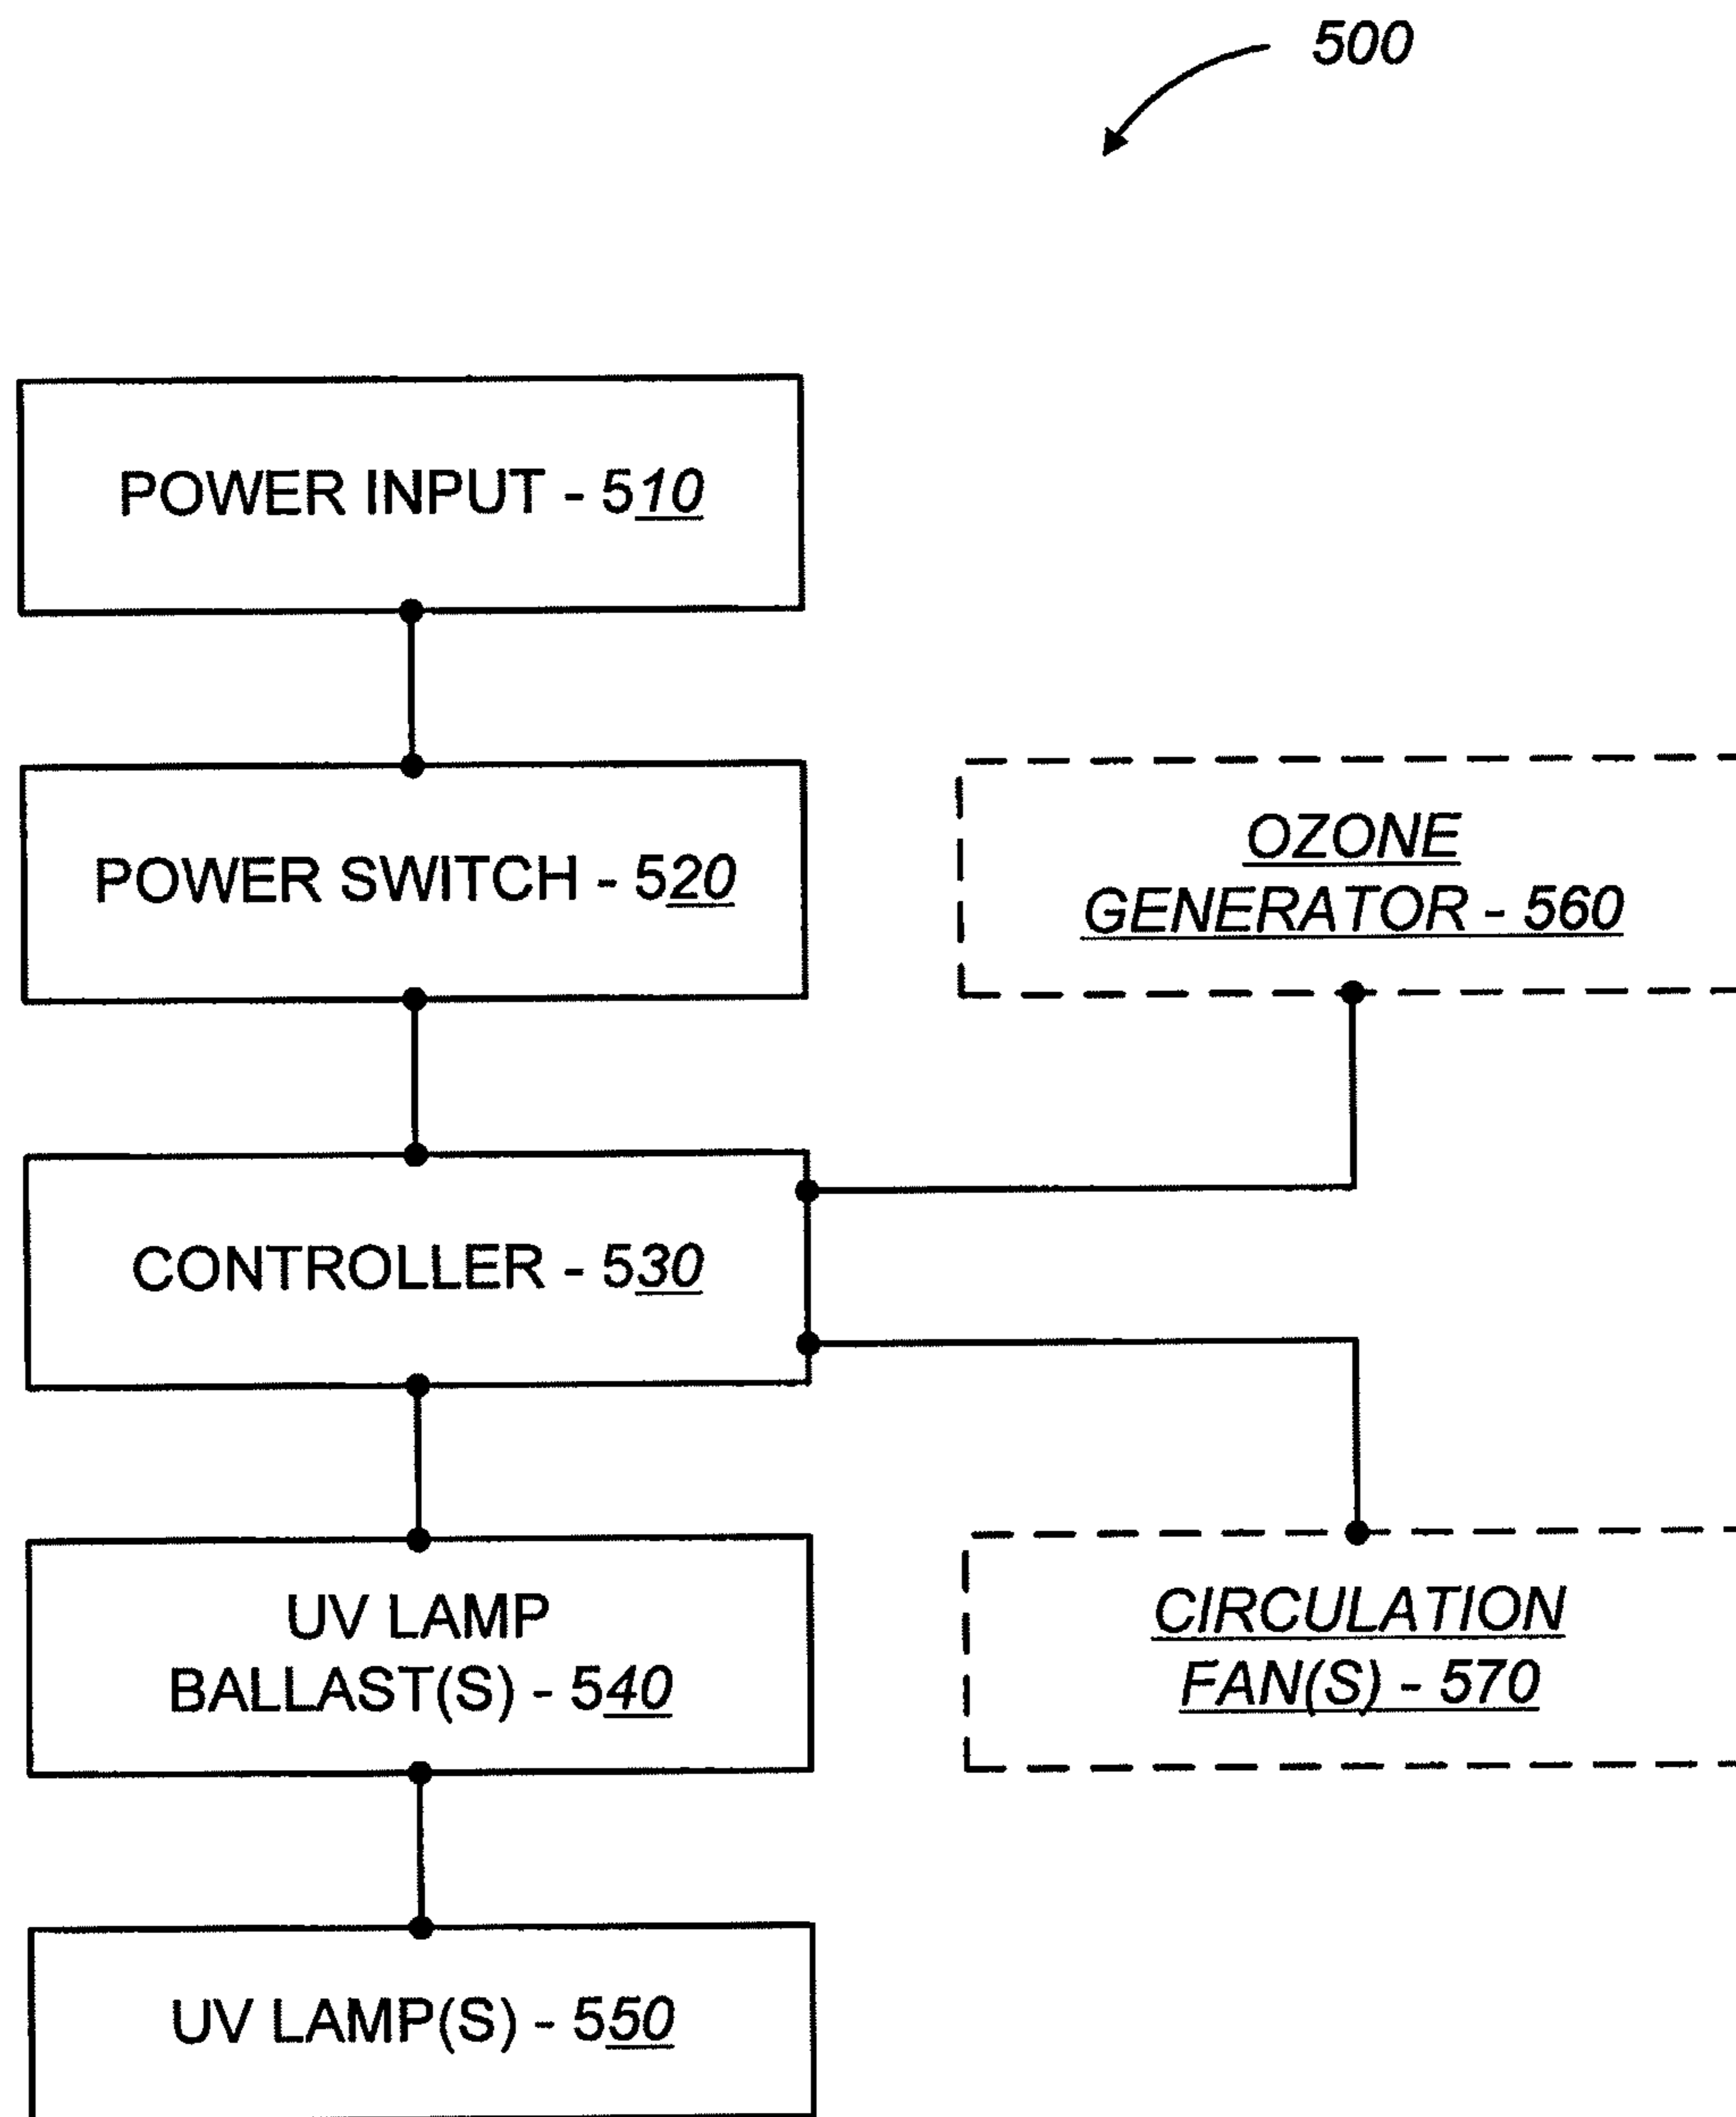 500
POWER INPUT - 510
POWER SWITCH - 520
OZONE
GENERATOR - 560
CONTROLLER - 530
UV LAMP
BALLAST(S) - 540
CIRCULATION
FAN(S) - 570
UV LAMP(S) - 550